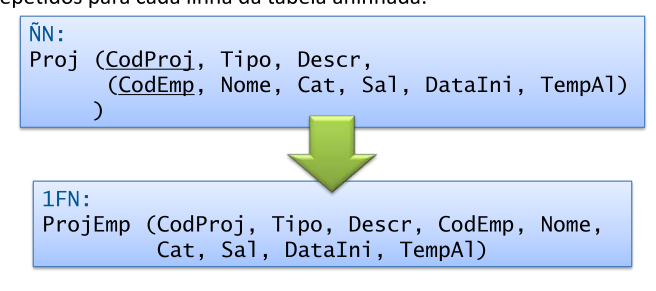 repetidos para cada linha da tabela aninhada:
ÑN:
Proj (CodProj, Tipo, Descr,
(CodEmp, Nome, Cat, Sal, DataIni, TempAl)
)
1FN:
ProjEmp (CodProj, Tipo, Descr, CodEmp, Nome,
Cat, Sal, DataIni, TempAl)